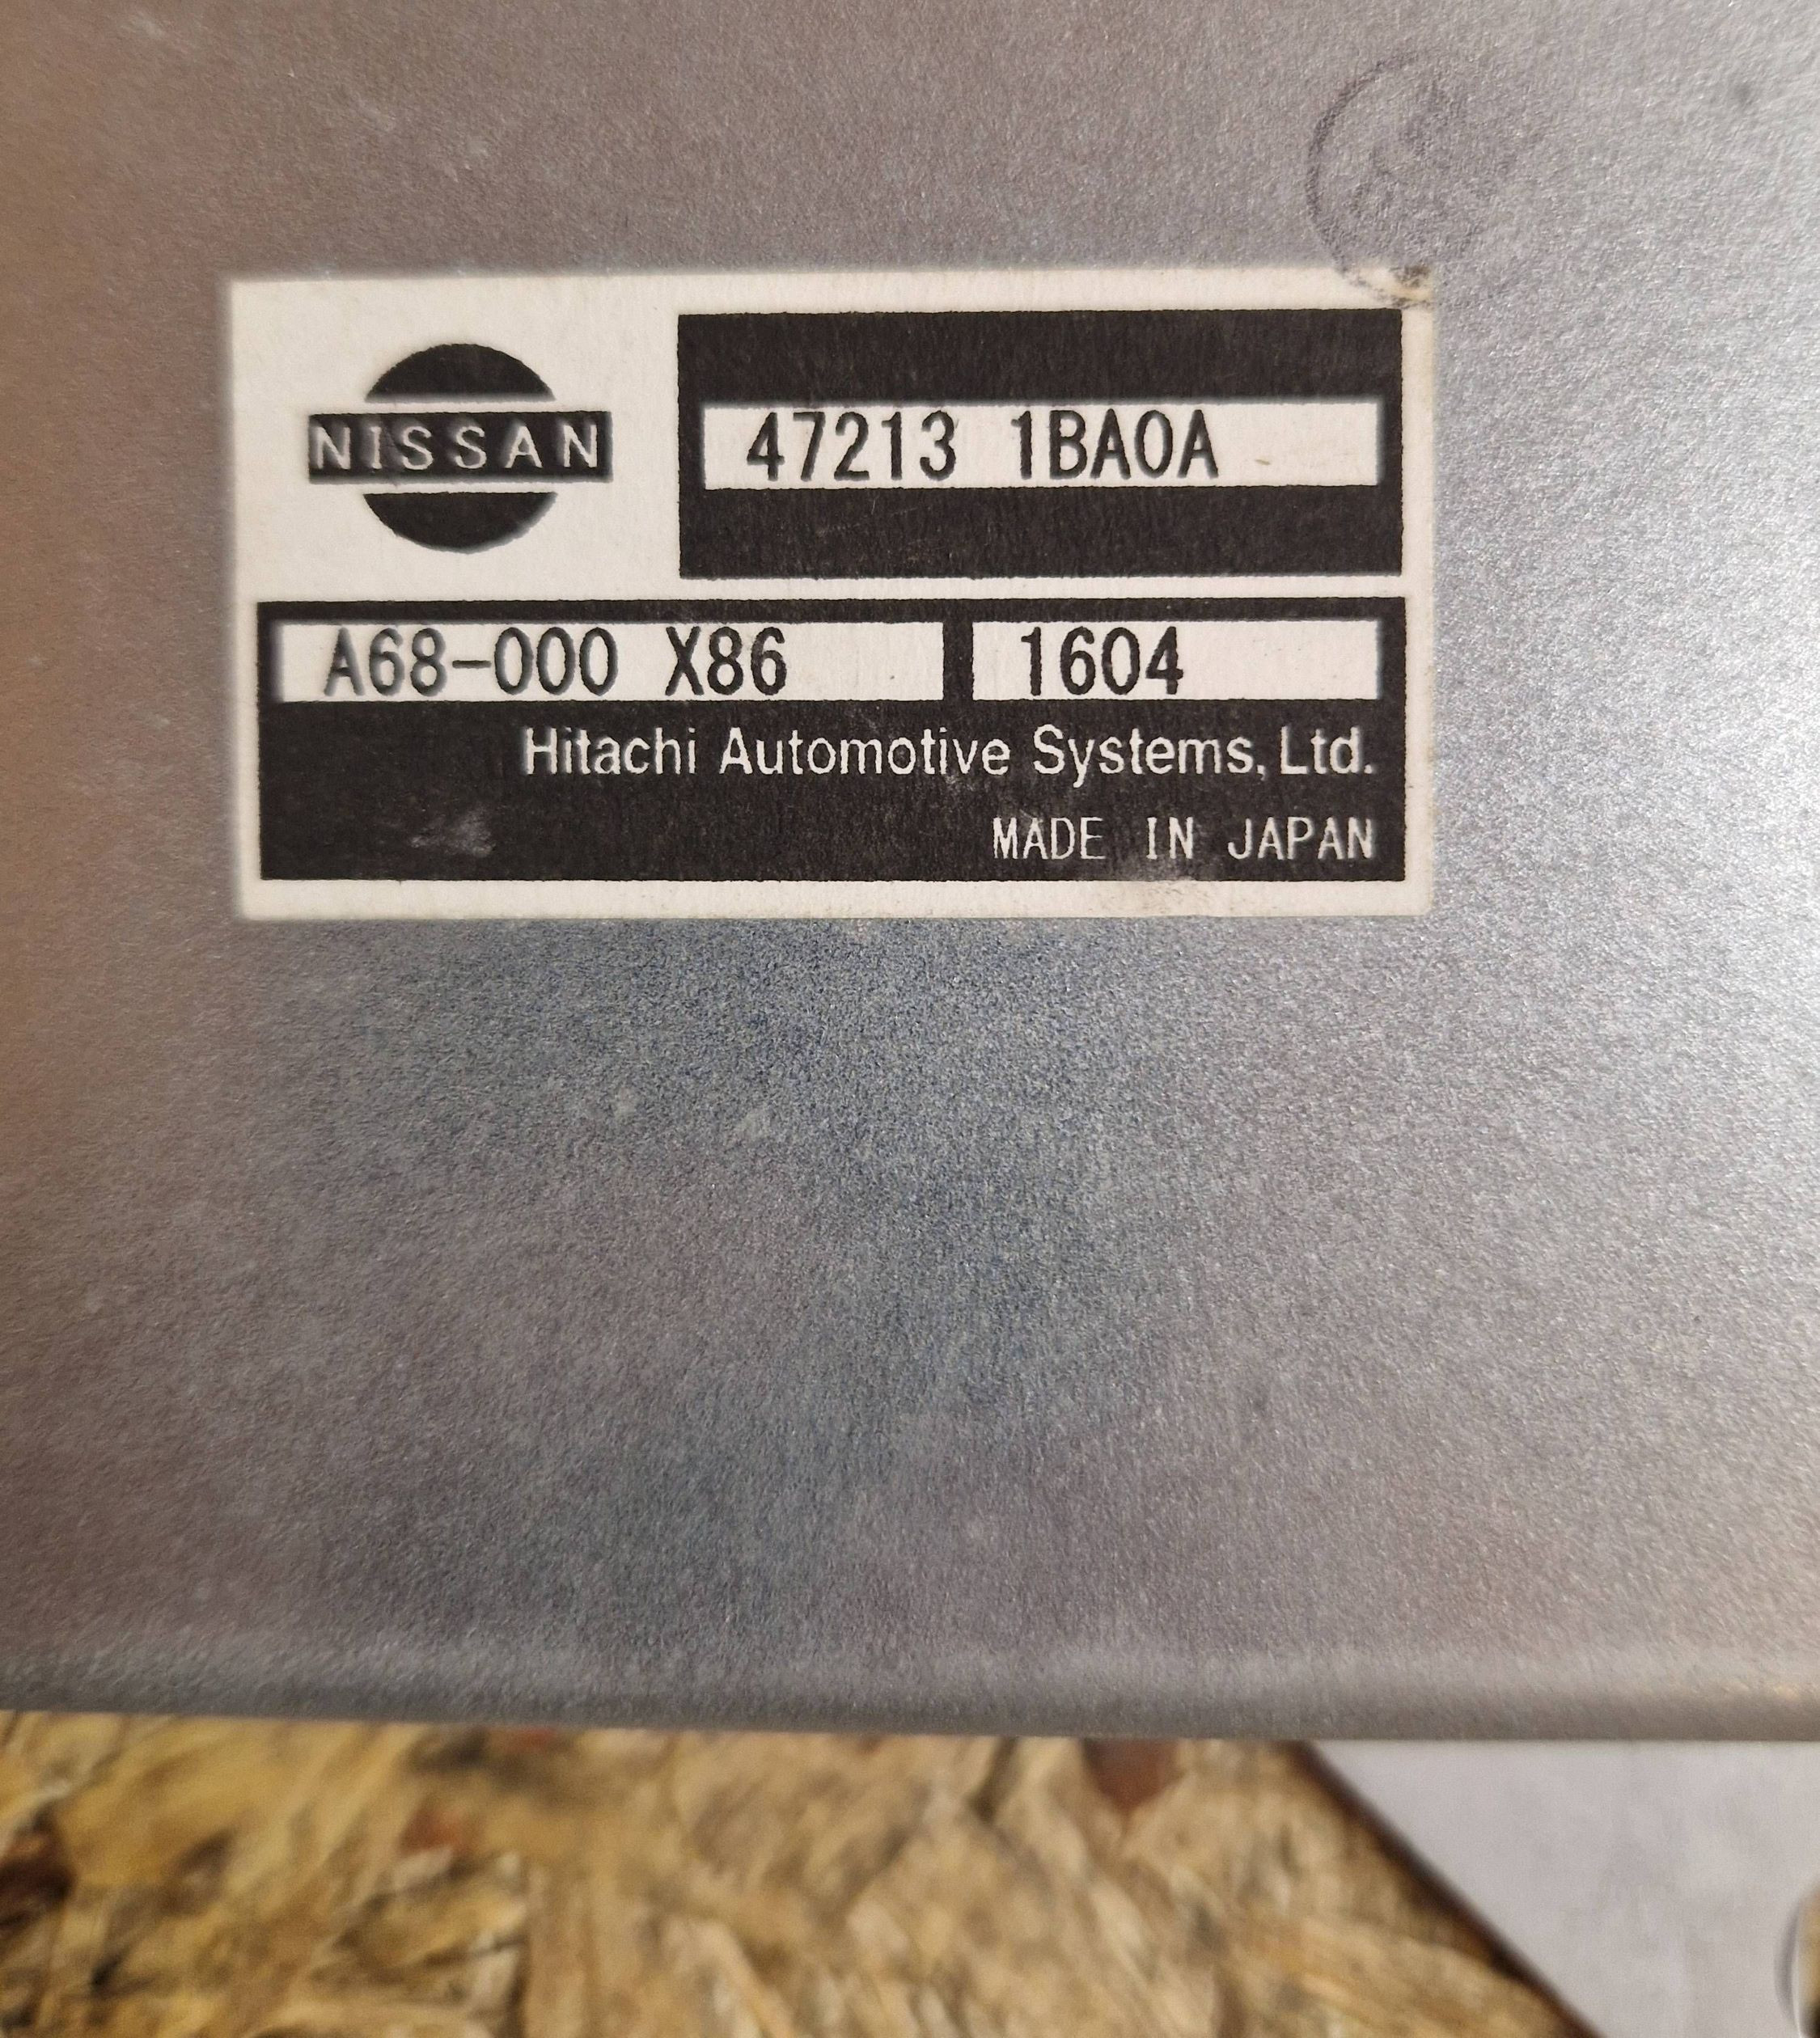 NISSAN
47213 1BA0A
A68-000 X86
1604
Hitachi Automotive Systems, Ltd.
MADE IN JAPAN